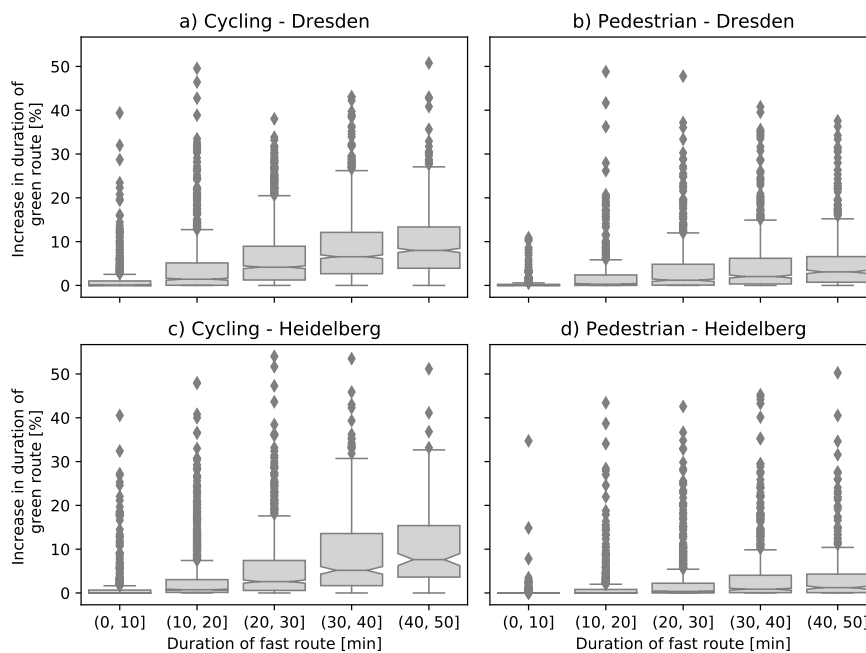 a) Cycling - Dresden
b) Pedestrian - Dresden
Increase in duration of
green route [%]
50
40
30
20
10
0
c) Cycling - Heidelberg
d) Pedestrian - Heidelberg
Increase in duration of
green route [%]
50
40
30
20
10
0
(0, 10] (10, 20] (20, 30] (30, 40] (40, 50]
(0, 10] (10, 20] (20, 30] (30, 40] (40, 50]
Duration of fast route [min]
Duration of fast route [min]